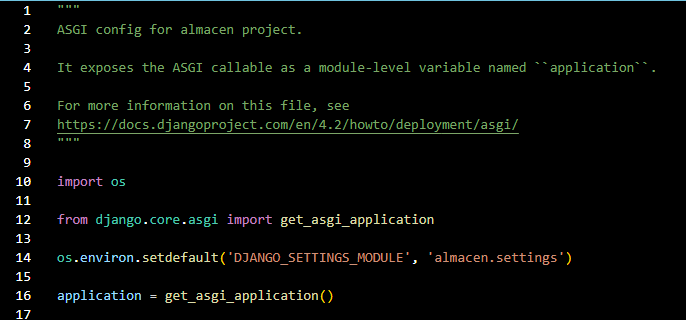 1 """
2 ASGI config for almacen project.
3
4 It exposes the ASGI callable as a module-level variable named ``application``.
5
6 For more information on this file, see
7 https://docs.djangoproject.com/en/4.2/howto/deployment/asgi/
8 """
9
10 import os
11
12 from django.core.asgi import get_asgi_application
13
14 os.environ.setdefault('DJANGO_SETTINGS_MODULE', 'almacen.settings')
15
16 application = get_asgi_application()
17